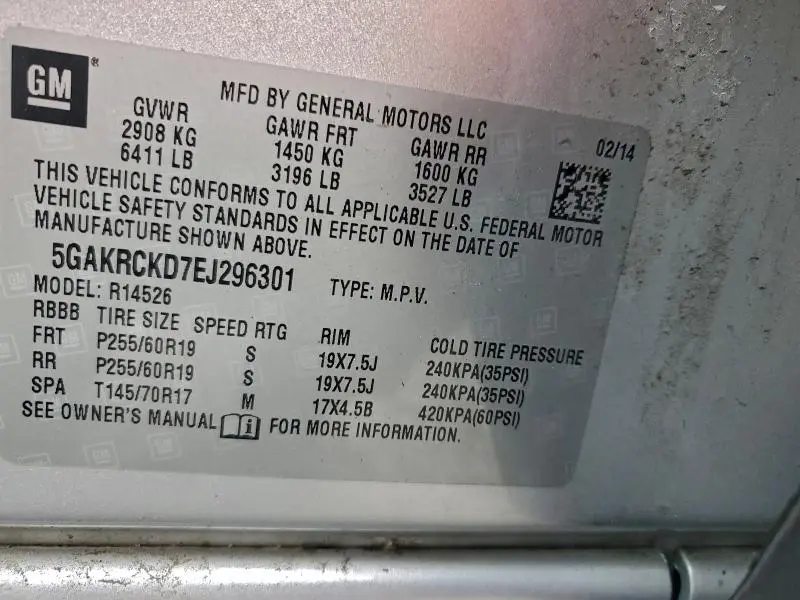 GM®
MFD BY GENERAL MOTORS LLC
02/14
GVWR GAWR FRT GAWR RR
2908 KG 1450 KG 1600 KG
6411 LB 3196 LB 3527 LB
THIS VEHICLE CONFORMS TO ALL APPLICABLE U.S. FEDERAL MOTOR
VEHICLE SAFETY STANDARDS IN EFFECT ON THE DATE OF
MANUFACTURE SHOWN ABOVE.
5GAKRCKD7EJ296301 TYPE: M.P.V.
MODEL: R14526
RBBB TIRE SIZE SPEED RTG RIM COLD TIRE PRESSURE
FRT P255/60R19 S 19X7.5J 240KPA(35PSI)
RR P255/60R19 S 19X7.5J 240KPA(35PSI)
SPA T145/70R17 M 17X4.5B 420KPA(60PSI)
SEE OWNER'S MANUAL i FOR MORE INFORMATION.